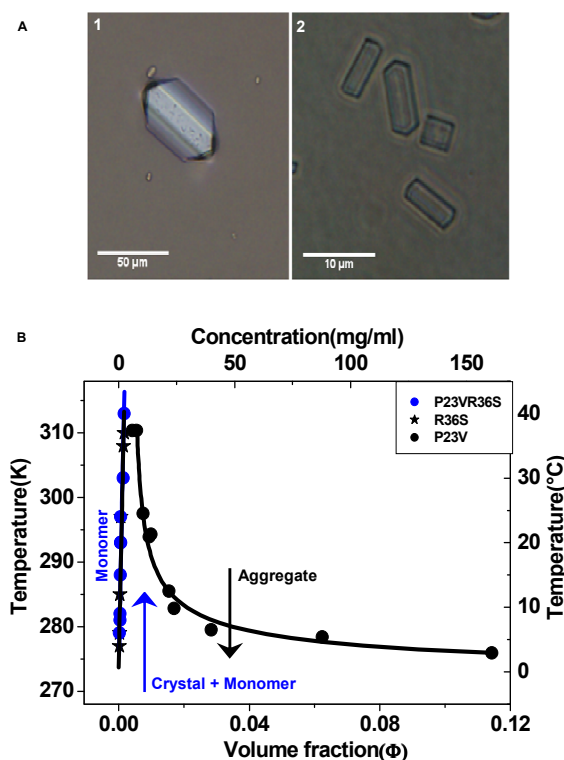 A
1
2
50 µm
10 µm
B
Concentration(mg/ml)
0 50 100 150
P23VR36S
R36S
P23V
310
300
290
280
270
Temperature(K)
40
30
20
10
0
Temperature(°C)
Monomer
Aggregate
Crystal + Monomer
0.00 0.04 0.08 0.12
Volume fraction(Φ)